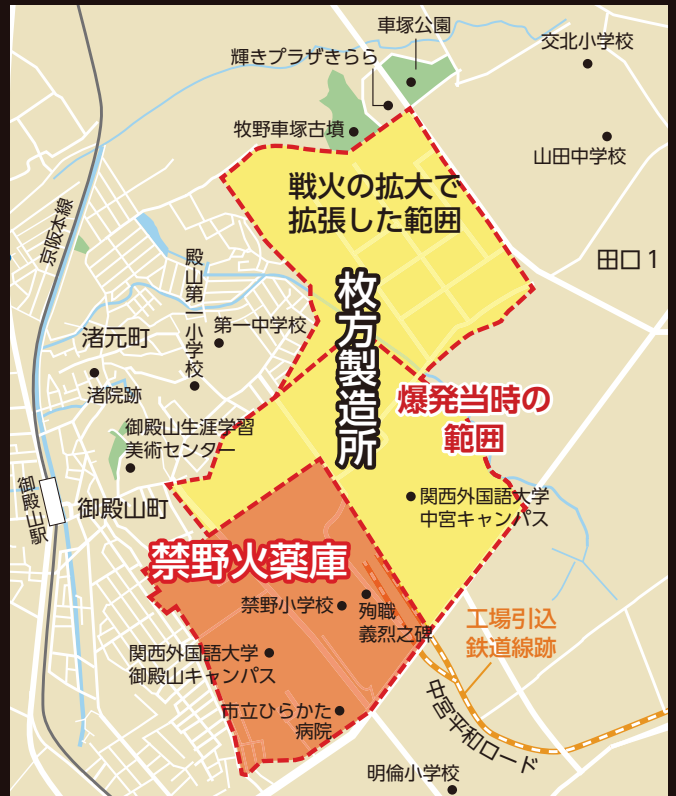 車塚公園
輝きプラザきらら
交北小学校
牧野車塚古墳
山田中学校
戦火の拡大で
拡張した範囲
京阪本線
田口1
殿山第一小学校
枚方製造所
第一中学校
渚元町
渚院跡
爆発当時の
範囲
御殿山生涯学習
美術センター
御殿山駅
御殿山町
関西外国語大学
中宮キャンパス
禁野火薬庫
禁野小学校
殉職
義烈之碑
工場引込
鉄道線跡
関西外国語大学
御殿山キャンパス
中宮平和ロード
市立ひらかた
病院
明倫小学校